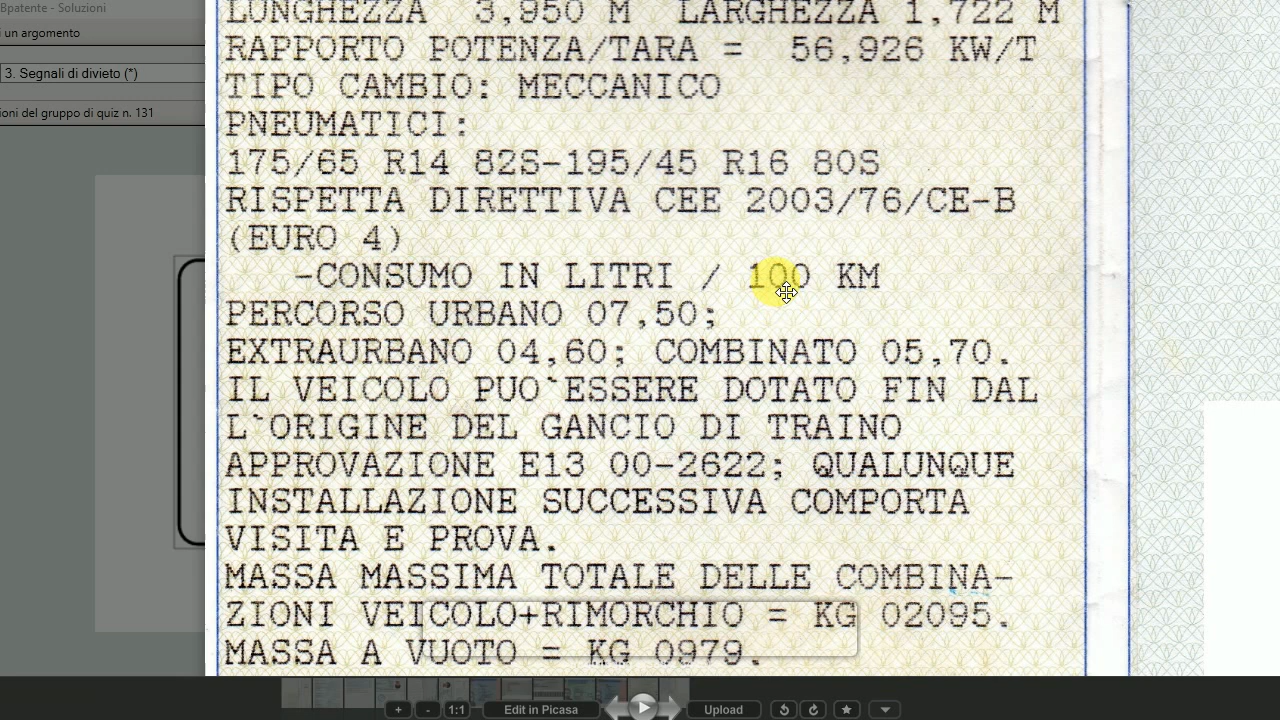 Bpatente - Soluzioni
i un argomento
3. Segnali di divieto (*)
ioni del gruppo di quiz n. 131
LUNGHEZZA 3,950 M LARGHEZZA 1,722 M
RAPPORTO POTENZA/TARA = 56,926 KW/T
TIPO CAMBIO: MECCANICO
PNEUMATICI:
175/65 R14 82S-195/45 R16 80S
RISPETTA DIRETTIVA CEE 2003/76/CE-B
(EURO 4)
-CONSUMO IN LITRI / 100 KM
PERCORSO URBANO 07,50;
EXTRAURBANO 04,60; COMBINATO 05,70.
IL VEICOLO PUO`ESSERE DOTATO FIN DAL
L`ORIGINE DEL GANCIO DI TRAINO
APPROVAZIONE E13 00-2622; QUALUNQUE
INSTALLAZIONE SUCCESSIVA COMPORTA
VISITA E PROVA.
MASSA MASSIMA TOTALE DELLE COMBINA-
ZIONI VEICOLO+RIMORCHIO = KG 02095.
MASSA A VUOTO = KG 0979.
+ - 1:1 Edit in Picasa Upload